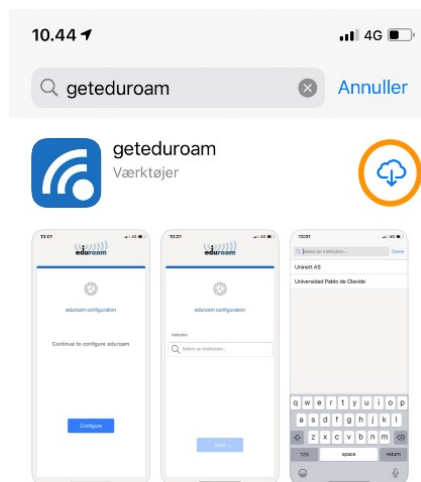 10.44
4G
geteduroam
Annuller
geteduroam
Værktøjer
eduroam
eduroam configuration
Continue to configure eduroam
Configure
eduroam
eduroam configuration
Institution
Select an institution...
Next
Select an institution...
Uninett AS
Universidad Pablo de Olavide
q w e r t y u i o p
a s d f g h j k l
z x c v b n m
123 space return